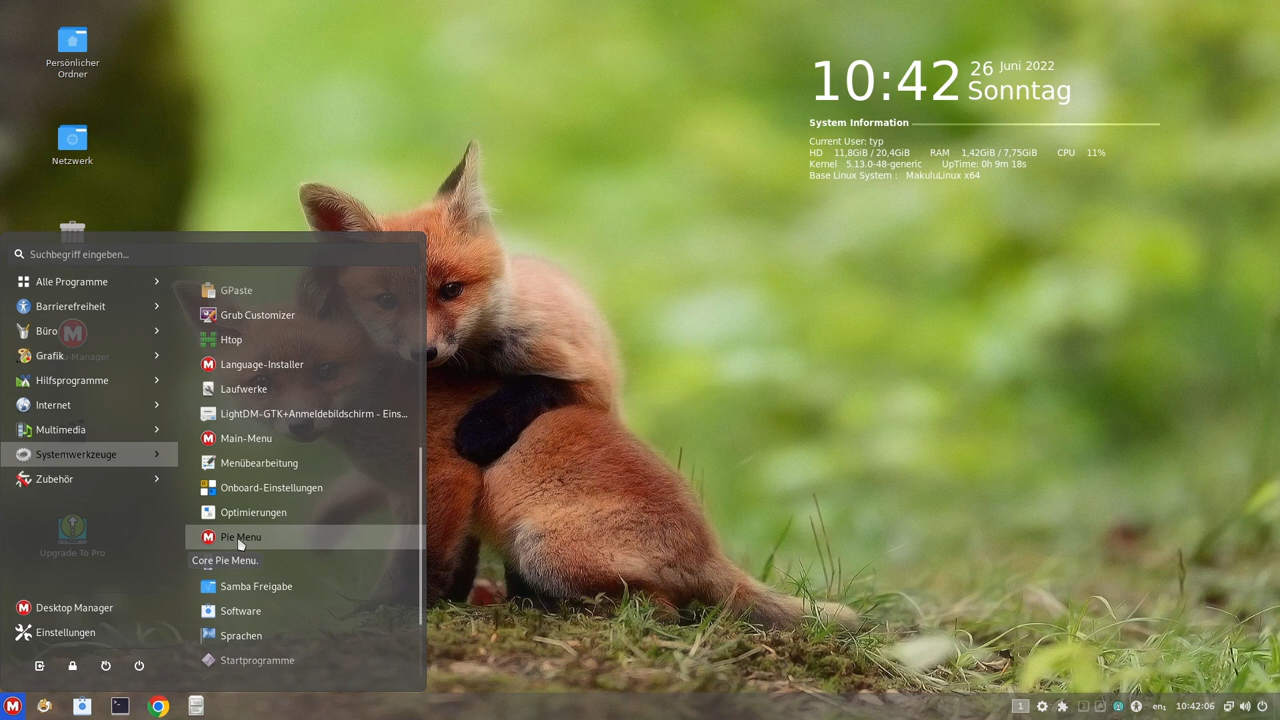 Persönlicher
Ordner
Netzwerk
10:42 26 Juni 2022
Sonntag
System Information
Current User: typ
HD 11,8GiB / 20,4GiB RAM 1,42GiB / 7,75GiB CPU 11%
Kernel 5.13.0-48-generic UpTime: 0h 9m 18s
Base Linux System : MakuluLinux x64
Suchbegriff eingeben...
Alle Programme
Barrierefreiheit
Büro
Grafik
Hilfsprogramme
Internet
Multimedia
Systemwerkzeuge
Zubehör
Upgrade To Pro
Desktop Manager
Einstellungen
GPaste
Grub Customizer
Htop
Language-Installer
Laufwerke
LightDM-GTK+Anmeldebildschirm - Eins...
Main-Menu
Menübearbeitung
Onboard-Einstellungen
Optimierungen
Pie Menu
Core Pie Menu.
Samba Freigabe
Software
Sprachen
Startprogramme
1 en₁ 10:42:06